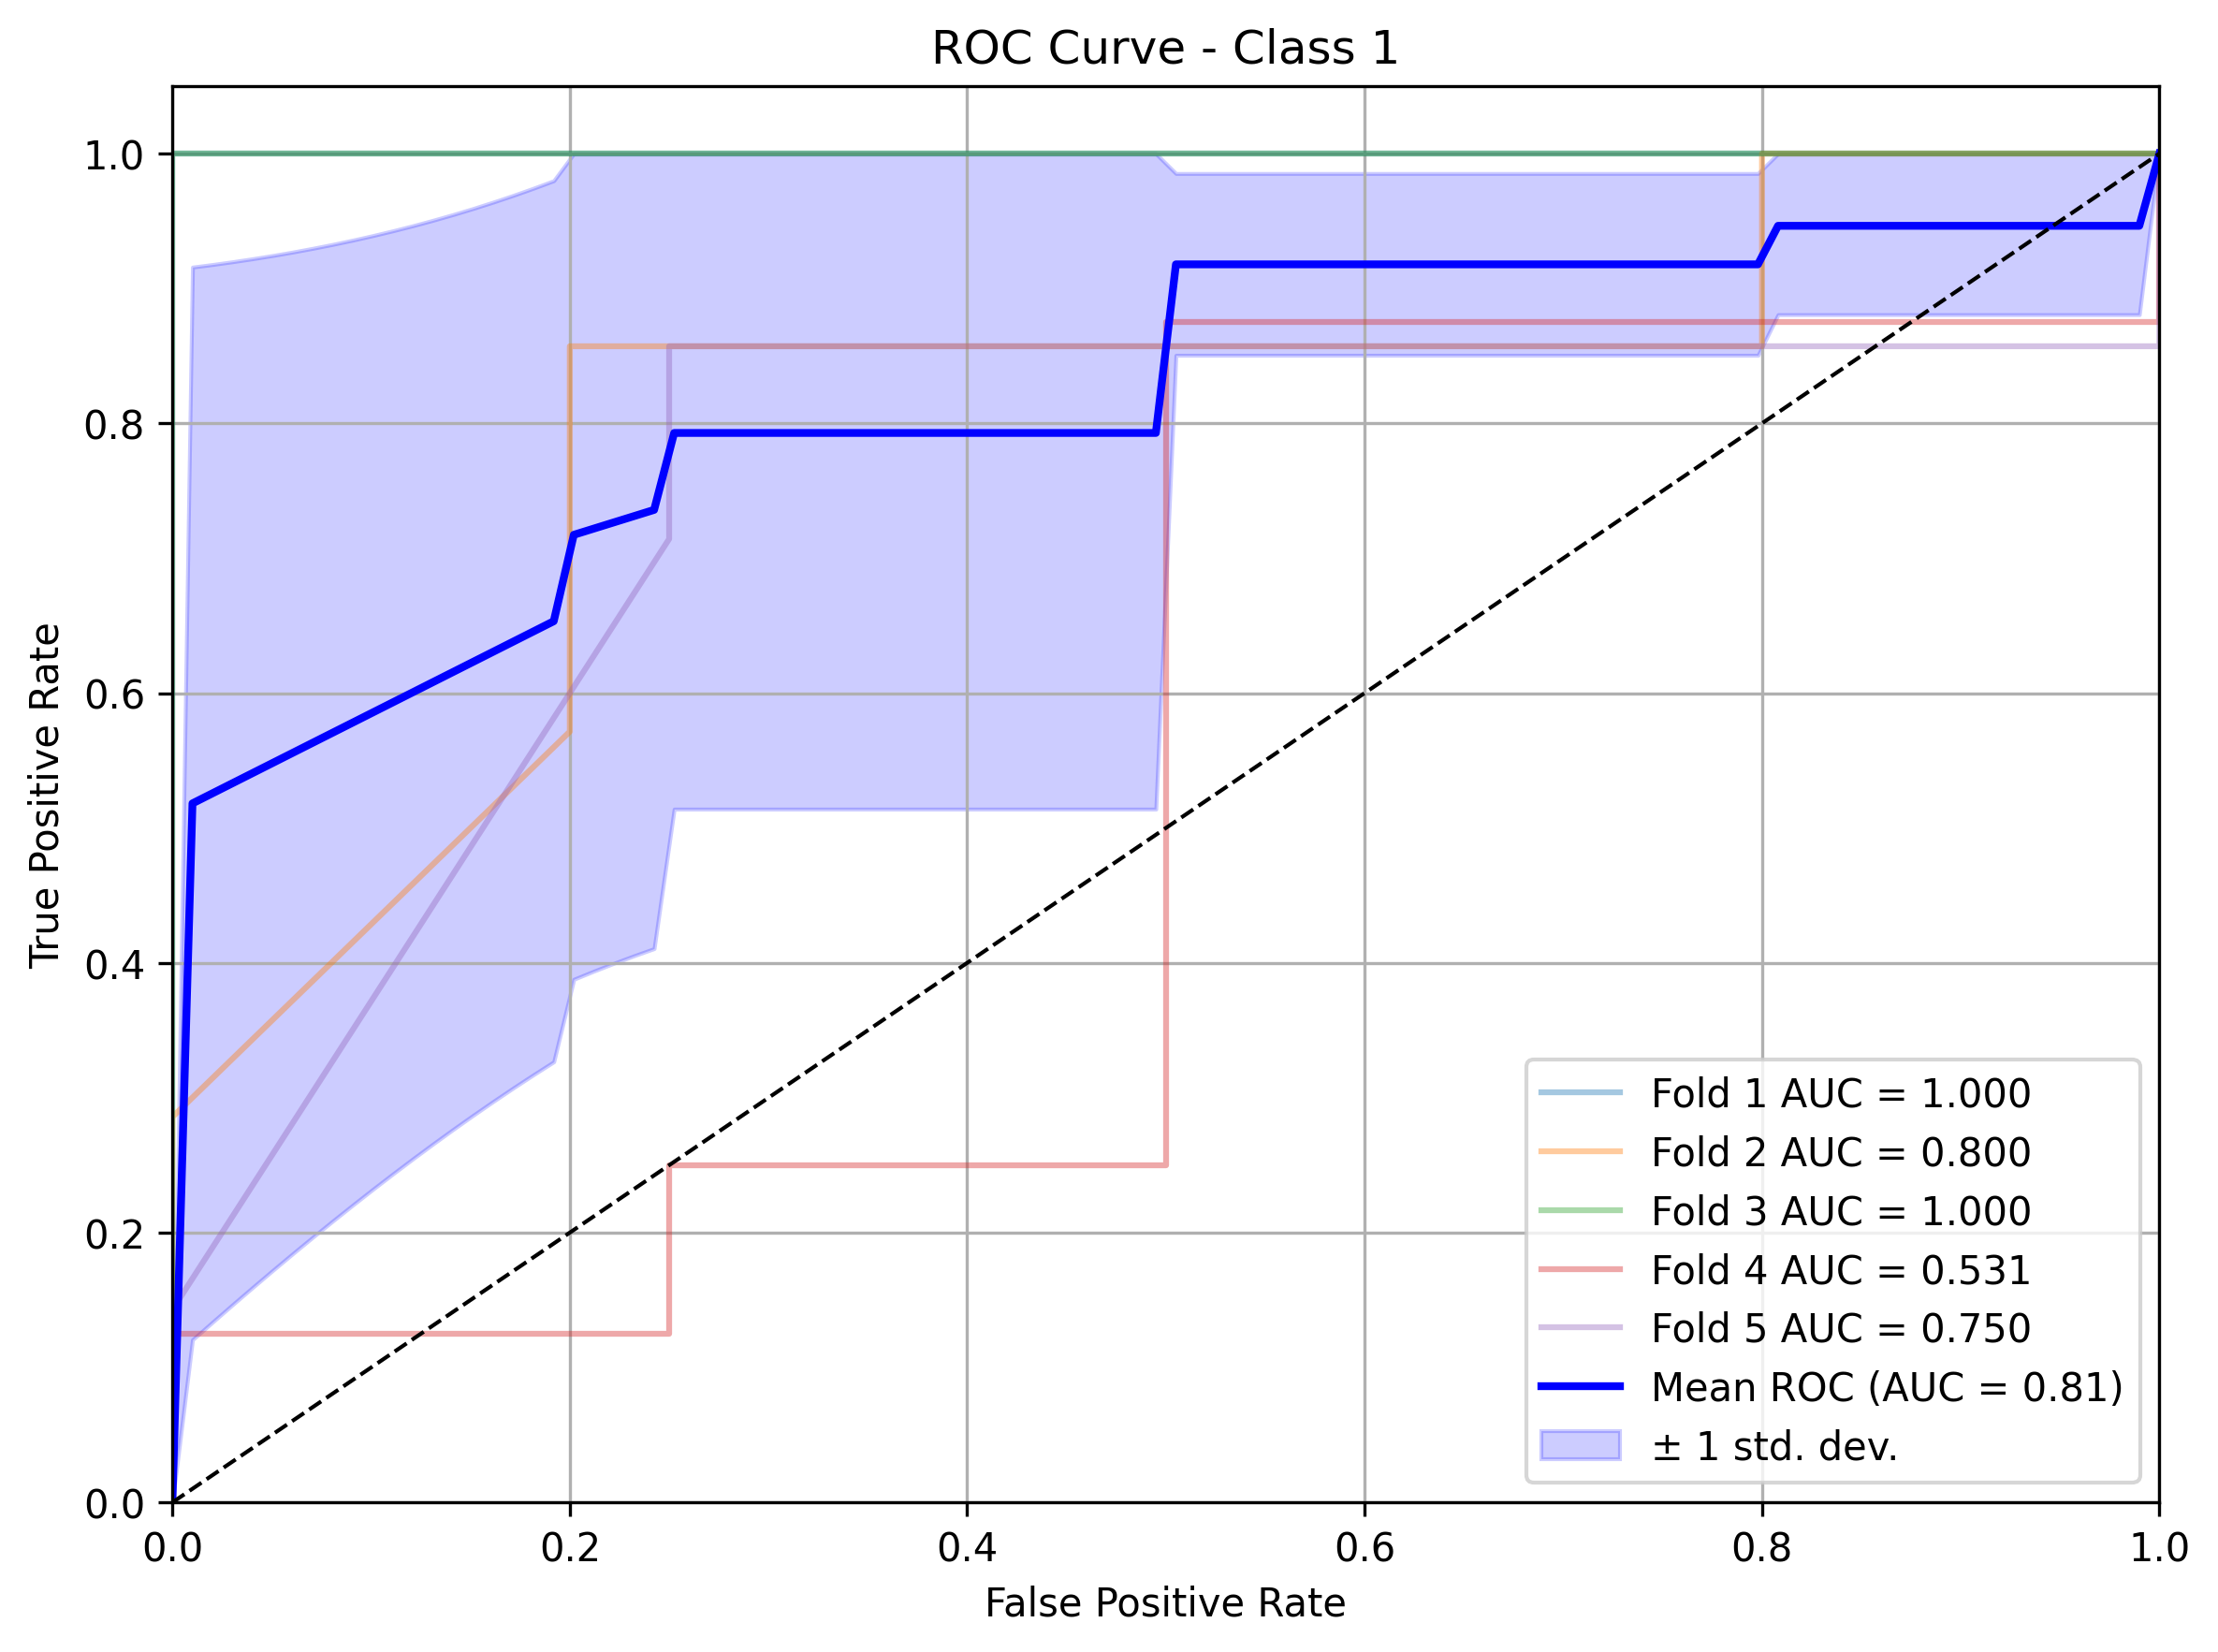 ROC Curve - Class 1
True Positive Rate
1.0
0.8
0.6
0.4
0.2
0.0
0.0 0.2 0.4 0.6 0.8 1.0
False Positive Rate
Fold 1 AUC = 1.000
Fold 2 AUC = 0.800
Fold 3 AUC = 1.000
Fold 4 AUC = 0.531
Fold 5 AUC = 0.750
Mean ROC (AUC = 0.81)
± 1 std. dev.